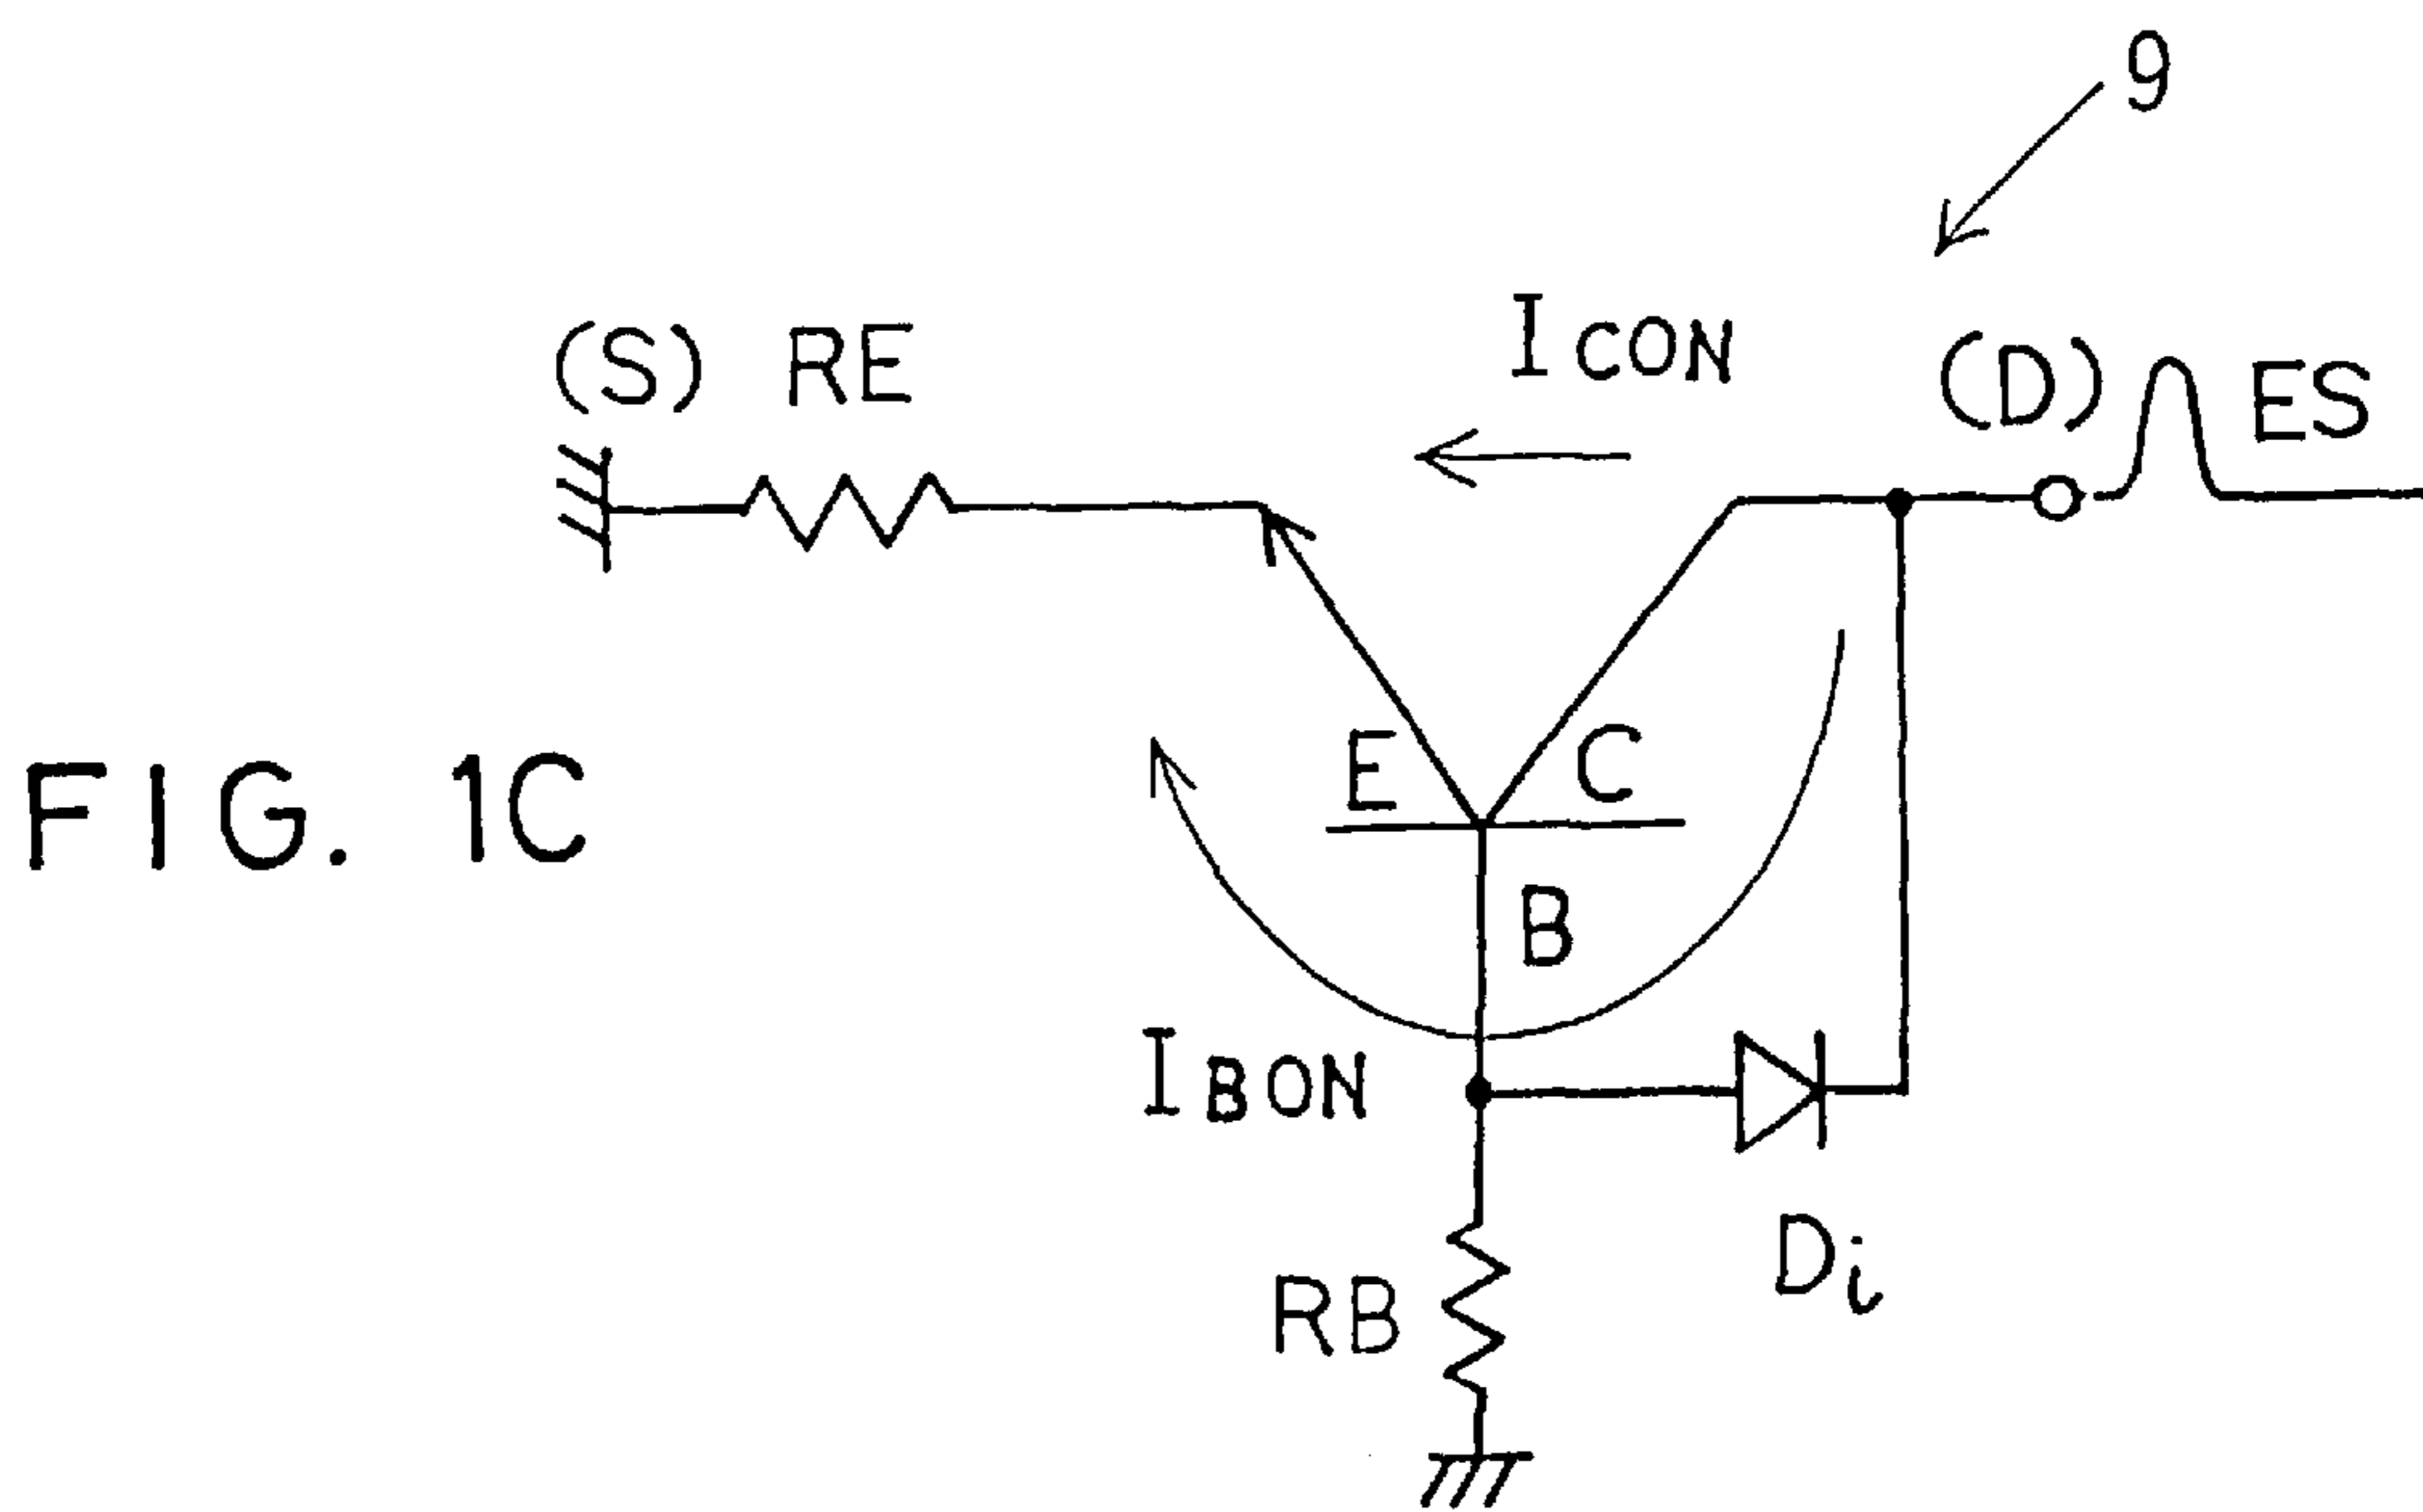 9
(S) RE
ICON
(D)
ES
E
C
FIG. 1C
B
IBON
Di
RB